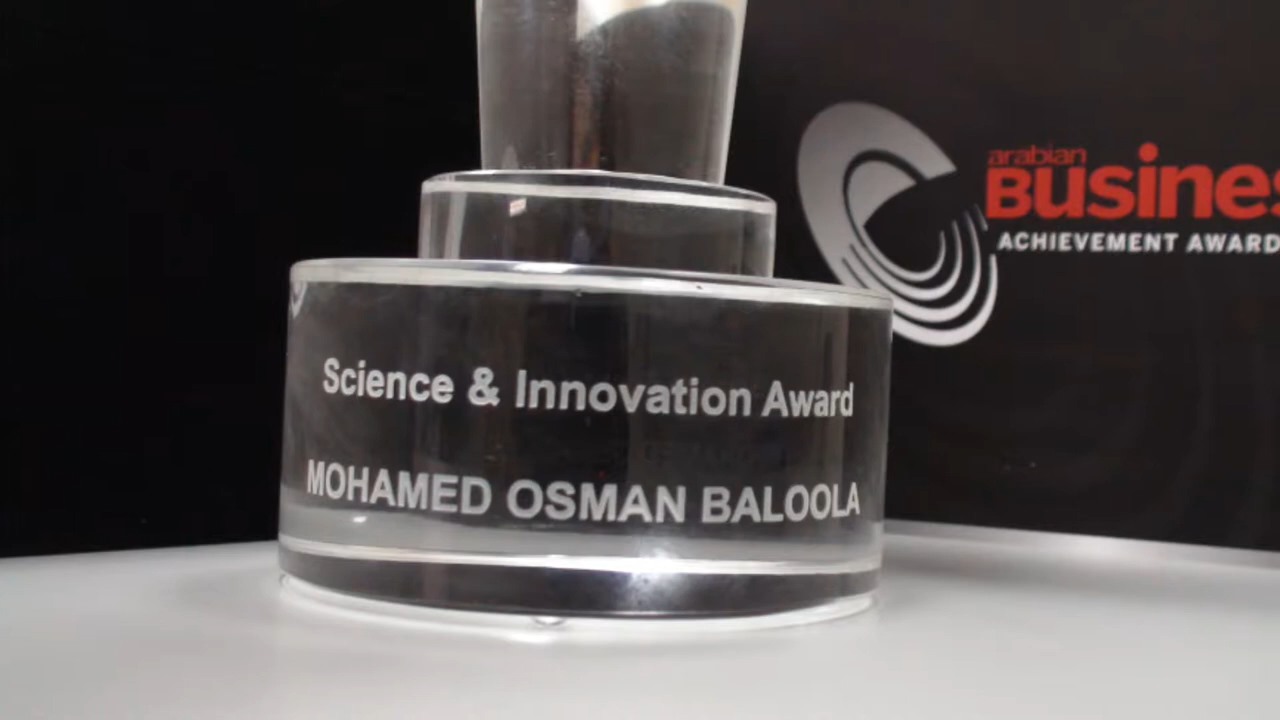 arabian
Busines
ACHIEVEMENT AWARD
Science & Innovation Award
MOHAMED OSMAN BALOOLA